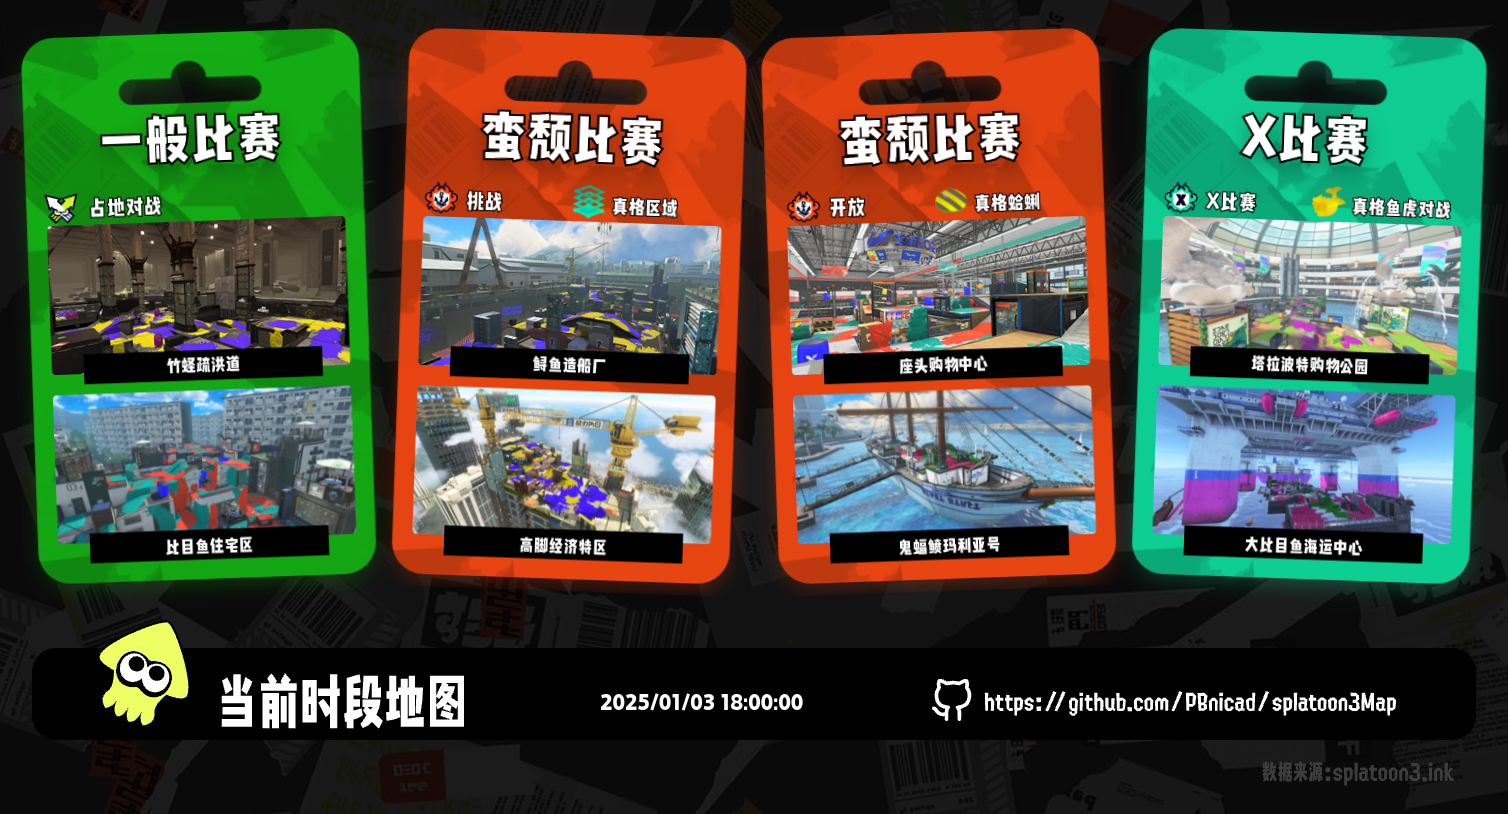 一般比赛
占地对战
竹蛏疏洪道
比目鱼住宅区
蛮颓比赛
挑战
真格区域
鲟鱼造船厂
高脚经济特区
蛮颓比赛
开放
真格蛤蜊
座头购物中心
鬼蝠鲼玛利亚号
X比赛
X比赛
真格鱼虎对战
塔拉波特购物公园
大比目鱼海运中心
当前时段地图
2025/01/03 18:00:00
https://github.com/PBnicad/splatoon3Map
数据来源:splatoon3.ink